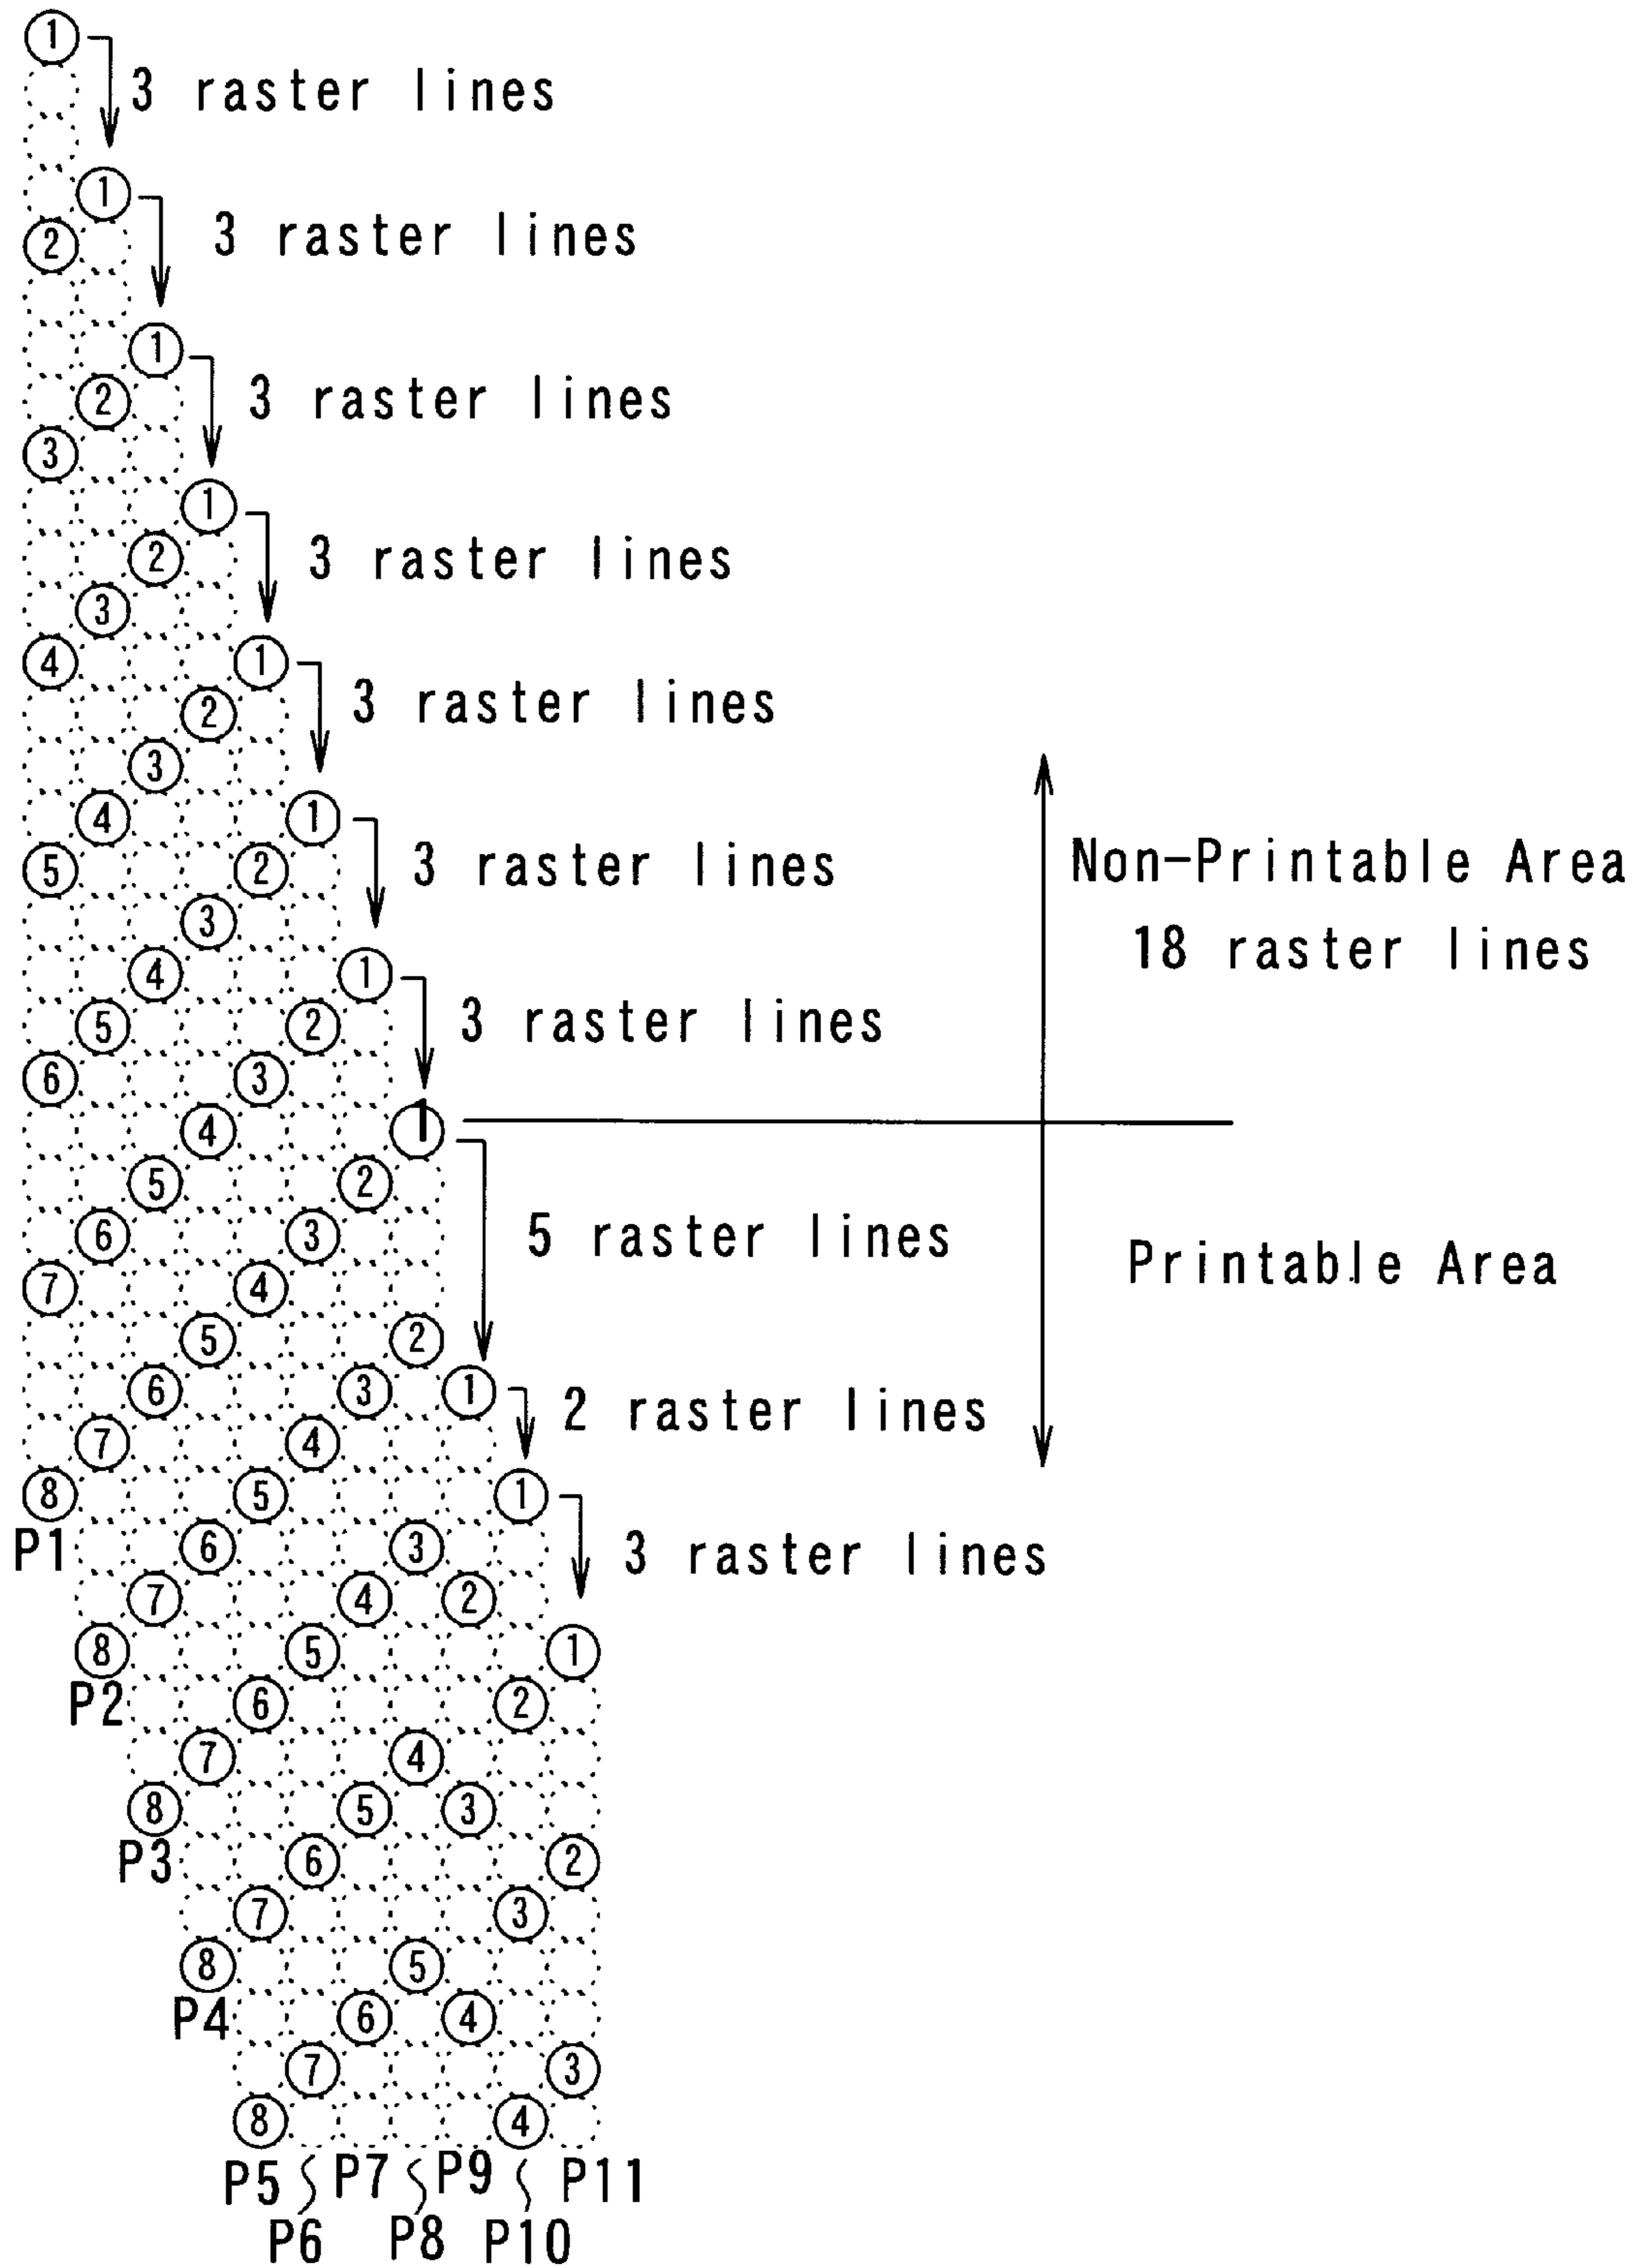 1
3 raster lines
1
2
3 raster lines
1
2
3 raster lines
3
1
2
3 raster lines
3
4 1
2
3 raster lines
3
4 1
5 2
3 raster lines
Non-Printable Area
3
18 raster lines
4 1
5 2
3 raster lines
6 3
4 1
5 2
6 3
5 raster lines
Printable Area
7 4
5 2
6 3 1
2 raster lines
7 4
8 5 1
P1 6 3
3 raster lines
7 4 2
8 5 1
P2 6 2
7 4
8 5 3
P3 6 2
7 3
8 5
P4 6 4
7 3
8 4
P5 P7 P9 P11
P6 P8 P10